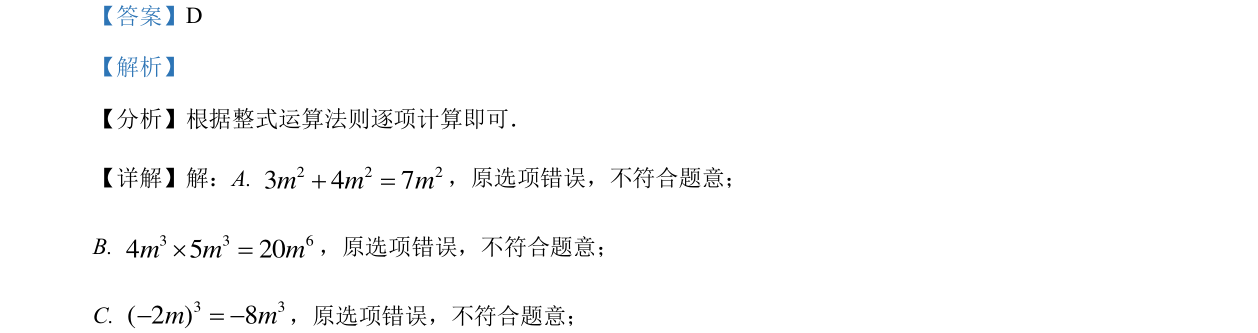 【答案】D
【解析】
【分析】根据整式运算法则逐项计算即可．
【详解】解：A. 3m² + 4m² = 7m²，原选项错误，不符合题意；
B. 4m³ × 5m³ = 20m⁶，原选项错误，不符合题意；
C. (−2m)³ = −8m³，原选项错误，不符合题意；